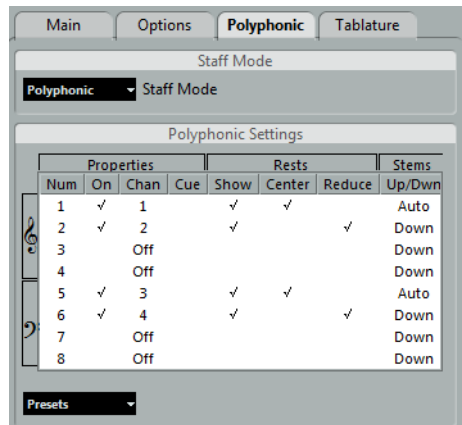 Main Options Polyphonic Tablature
Staff Mode
Polyphonic Staff Mode
Polyphonic Settings
Properties Rests Stems
Num On Chan Cue Show Center Reduce Up/Dwn
1 √ 1 √ √ Auto
2 √ 2 √ √ Down
3 Off Down
4 Off Down
5 √ 3 √ √ Auto
6 √ 4 √ √ Down
7 Off Down
8 Off Down
Presets